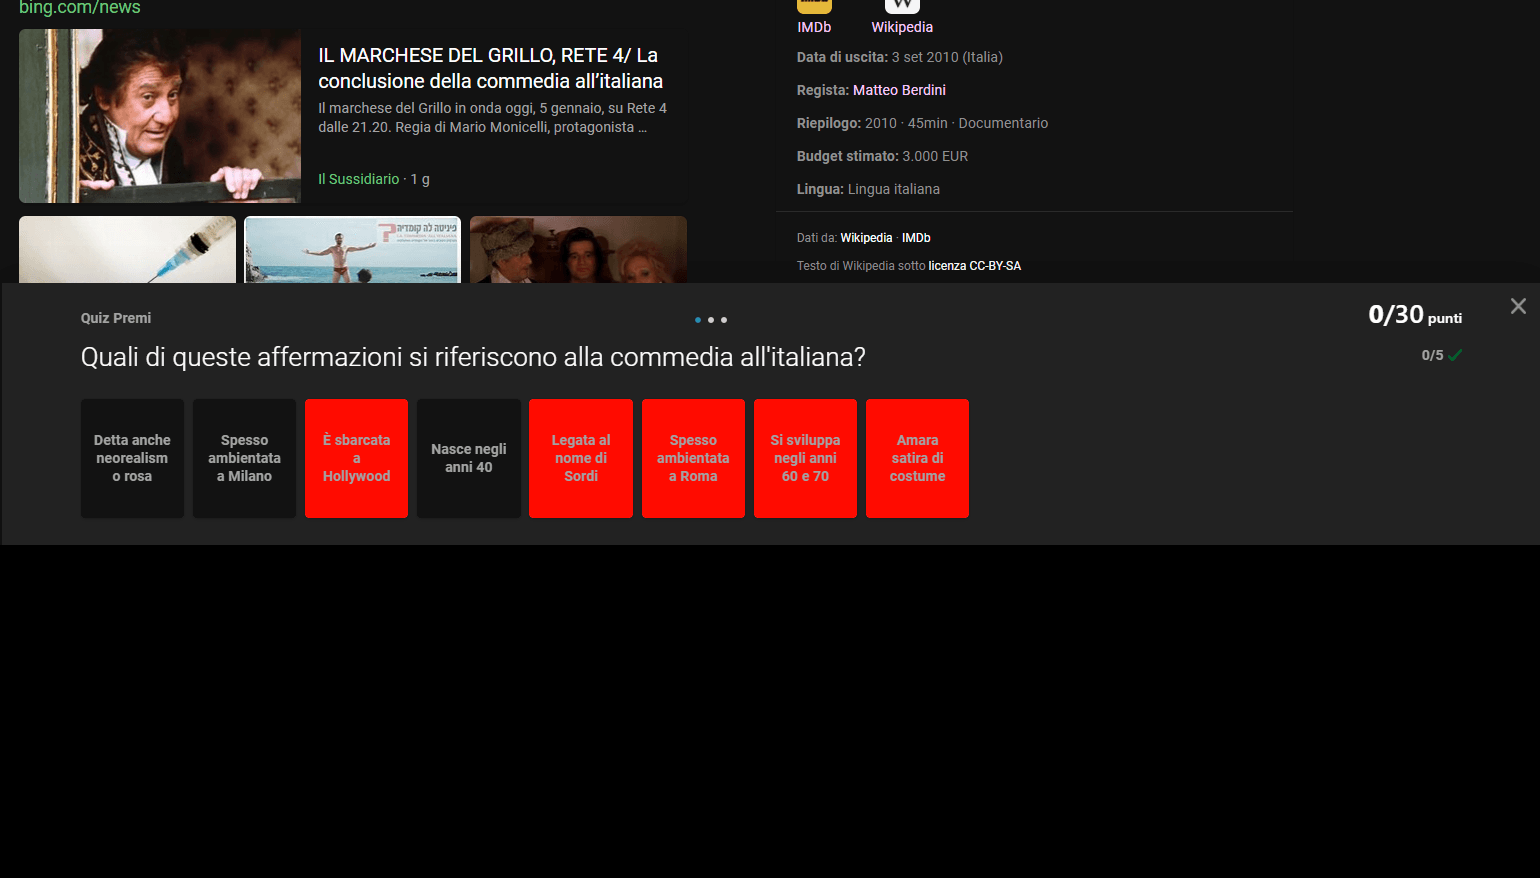 bing.com/news
IL MARCHESE DEL GRILLO, RETE 4/ La
conclusione della commedia all’italiana
Il marchese del Grillo in onda oggi, 5 gennaio, su Rete 4
dalle 21.20. Regia di Mario Monicelli, protagonista ...
Il Sussidiario · 1 g
פיניטה לה קומדיה
IMDb
Wikipedia
Data di uscita: 3 set 2010 (Italia)
Regista: Matteo Berdini
Riepilogo: 2010 · 45min · Documentario
Budget stimato: 3.000 EUR
Lingua: Lingua italiana
Dati da: Wikipedia · IMDb
Testo di Wikipedia sotto licenza CC-BY-SA
Quiz Premi
0/30 punti
Quali di queste affermazioni si riferiscono alla commedia all'italiana?
0/5
Detta anche
neorealism
o rosa
Spesso
ambientata
a Milano
È sbarcata
a
Hollywood
Nasce negli
anni 40
Legata al
nome di
Sordi
Spesso
ambientata
a Roma
Si sviluppa
negli anni
60 e 70
Amara
satira di
costume